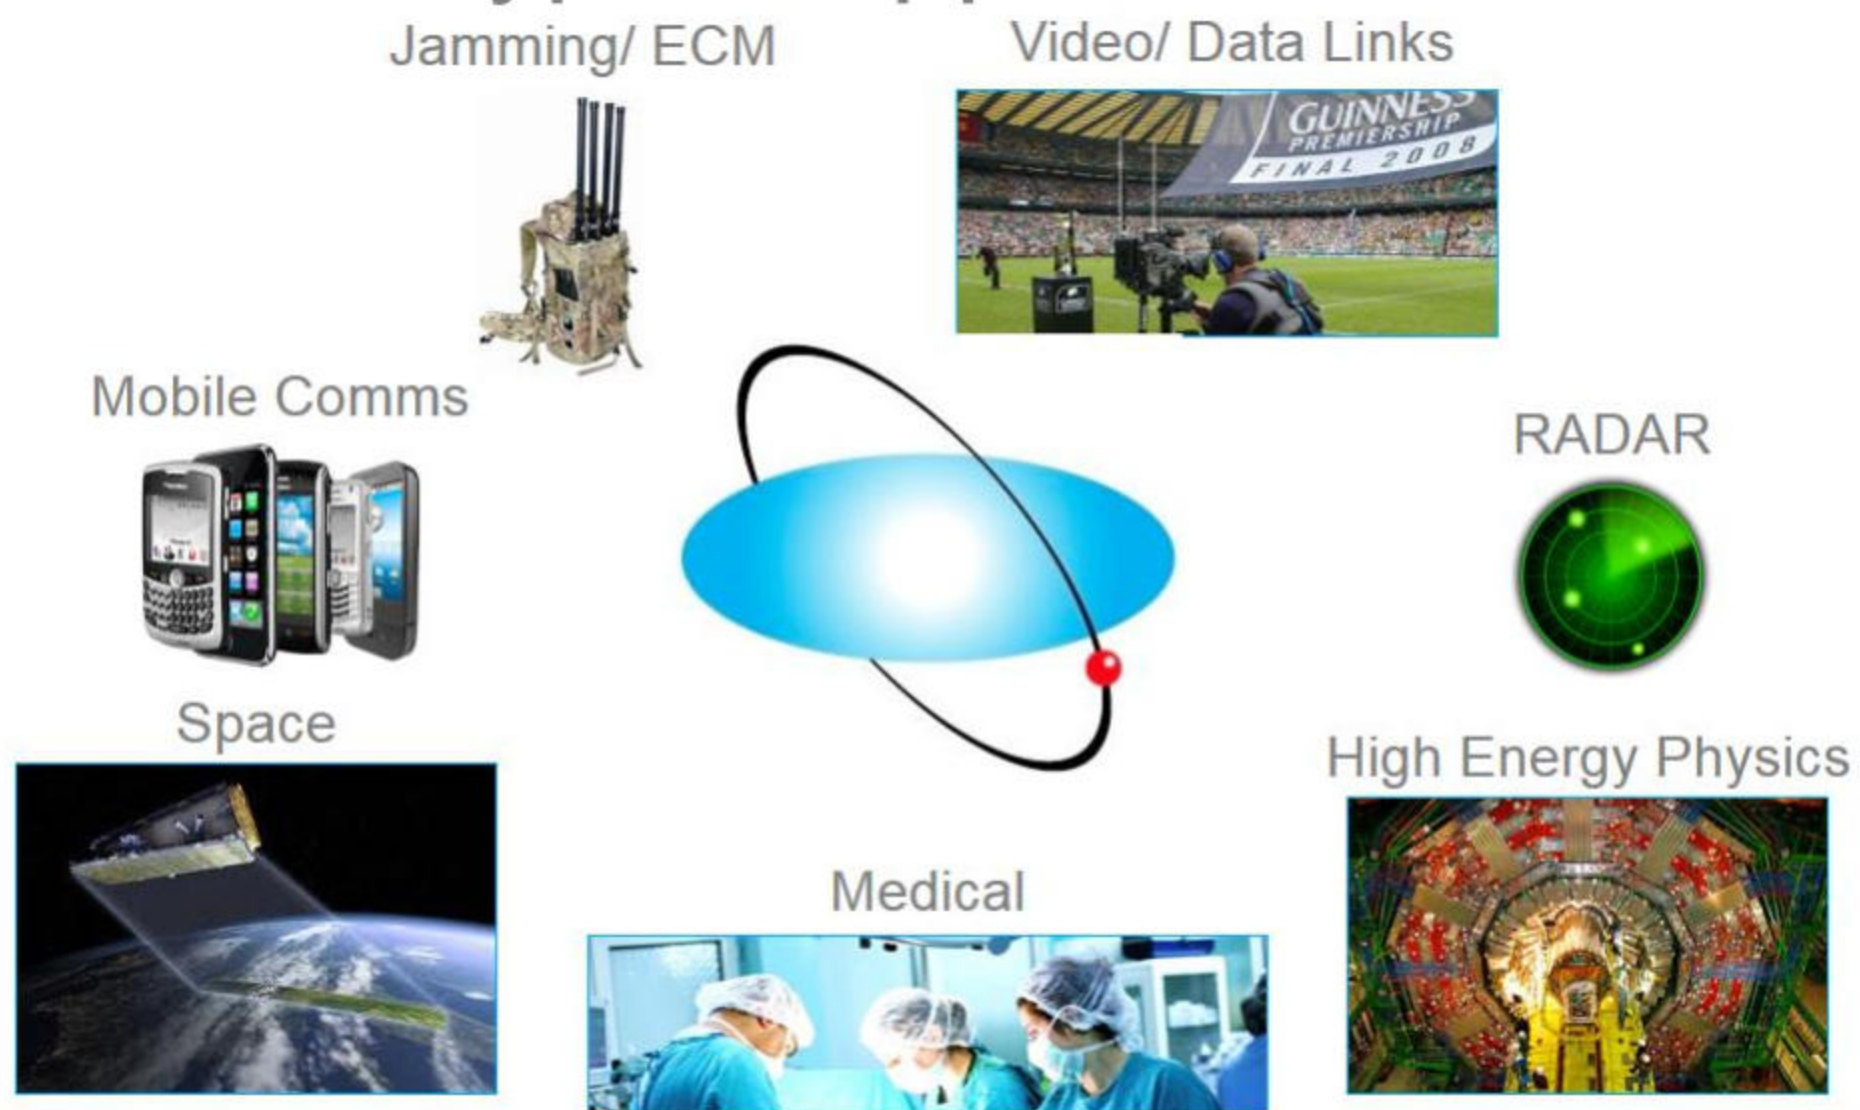 Jamming/ ECM
Video/ Data Links
GUINNESS
PREMIERSHIP
FINAL 2008
Mobile Comms
RADAR
Space
High Energy Physics
Medical